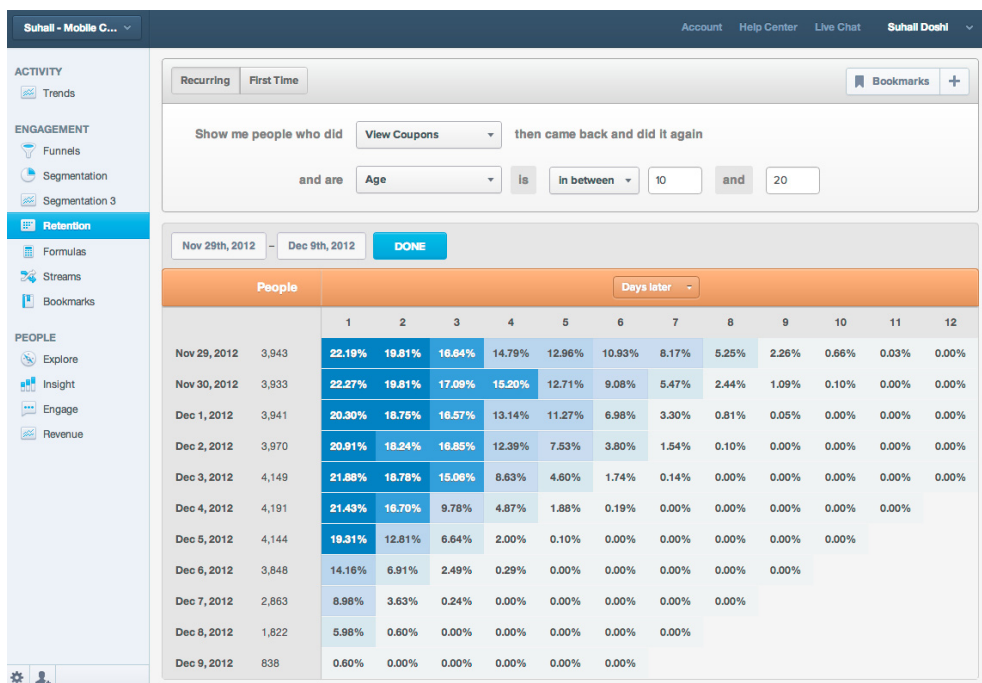 Suhail - Mobile C...
Account Help Center Live Chat Suhail Doshi
ACTIVITY
Trends
ENGAGEMENT
Funnels
Segmentation
Segmentation 3
Retention
Formulas
Streams
Bookmarks
PEOPLE
Explore
Insight
Engage
Revenue
Recurring First Time
Bookmarks +
Show me people who did View Coupons then came back and did it again
and are Age is in between 10 and 20
Nov 29th, 2012 – Dec 9th, 2012 DONE
People Days later
1 2 3 4 5 6 7 8 9 10 11 12
Nov 29, 2012 3,943 22.19% 19.81% 16.64% 14.79% 12.96% 10.93% 8.17% 5.25% 2.26% 0.66% 0.03% 0.00%
Nov 30, 2012 3,933 22.27% 19.81% 17.09% 15.20% 12.71% 9.08% 5.47% 2.44% 1.09% 0.10% 0.00% 0.00%
Dec 1, 2012 3,941 20.30% 18.75% 16.57% 13.14% 11.27% 6.98% 3.30% 0.81% 0.05% 0.00% 0.00% 0.00%
Dec 2, 2012 3,970 20.91% 18.24% 16.85% 12.39% 7.53% 3.80% 1.54% 0.10% 0.00% 0.00% 0.00% 0.00%
Dec 3, 2012 4,149 21.88% 18.78% 15.06% 8.63% 4.60% 1.74% 0.14% 0.00% 0.00% 0.00% 0.00% 0.00%
Dec 4, 2012 4,191 21.43% 16.70% 9.78% 4.87% 1.88% 0.19% 0.00% 0.00% 0.00% 0.00% 0.00%
Dec 5, 2012 4,144 19.31% 12.81% 6.64% 2.00% 0.10% 0.00% 0.00% 0.00% 0.00% 0.00%
Dec 6, 2012 3,848 14.16% 6.91% 2.49% 0.29% 0.00% 0.00% 0.00% 0.00% 0.00%
Dec 7, 2012 2,863 8.98% 3.63% 0.24% 0.00% 0.00% 0.00% 0.00% 0.00%
Dec 8, 2012 1,822 5.98% 0.60% 0.00% 0.00% 0.00% 0.00% 0.00%
Dec 9, 2012 838 0.60% 0.00% 0.00% 0.00% 0.00% 0.00%